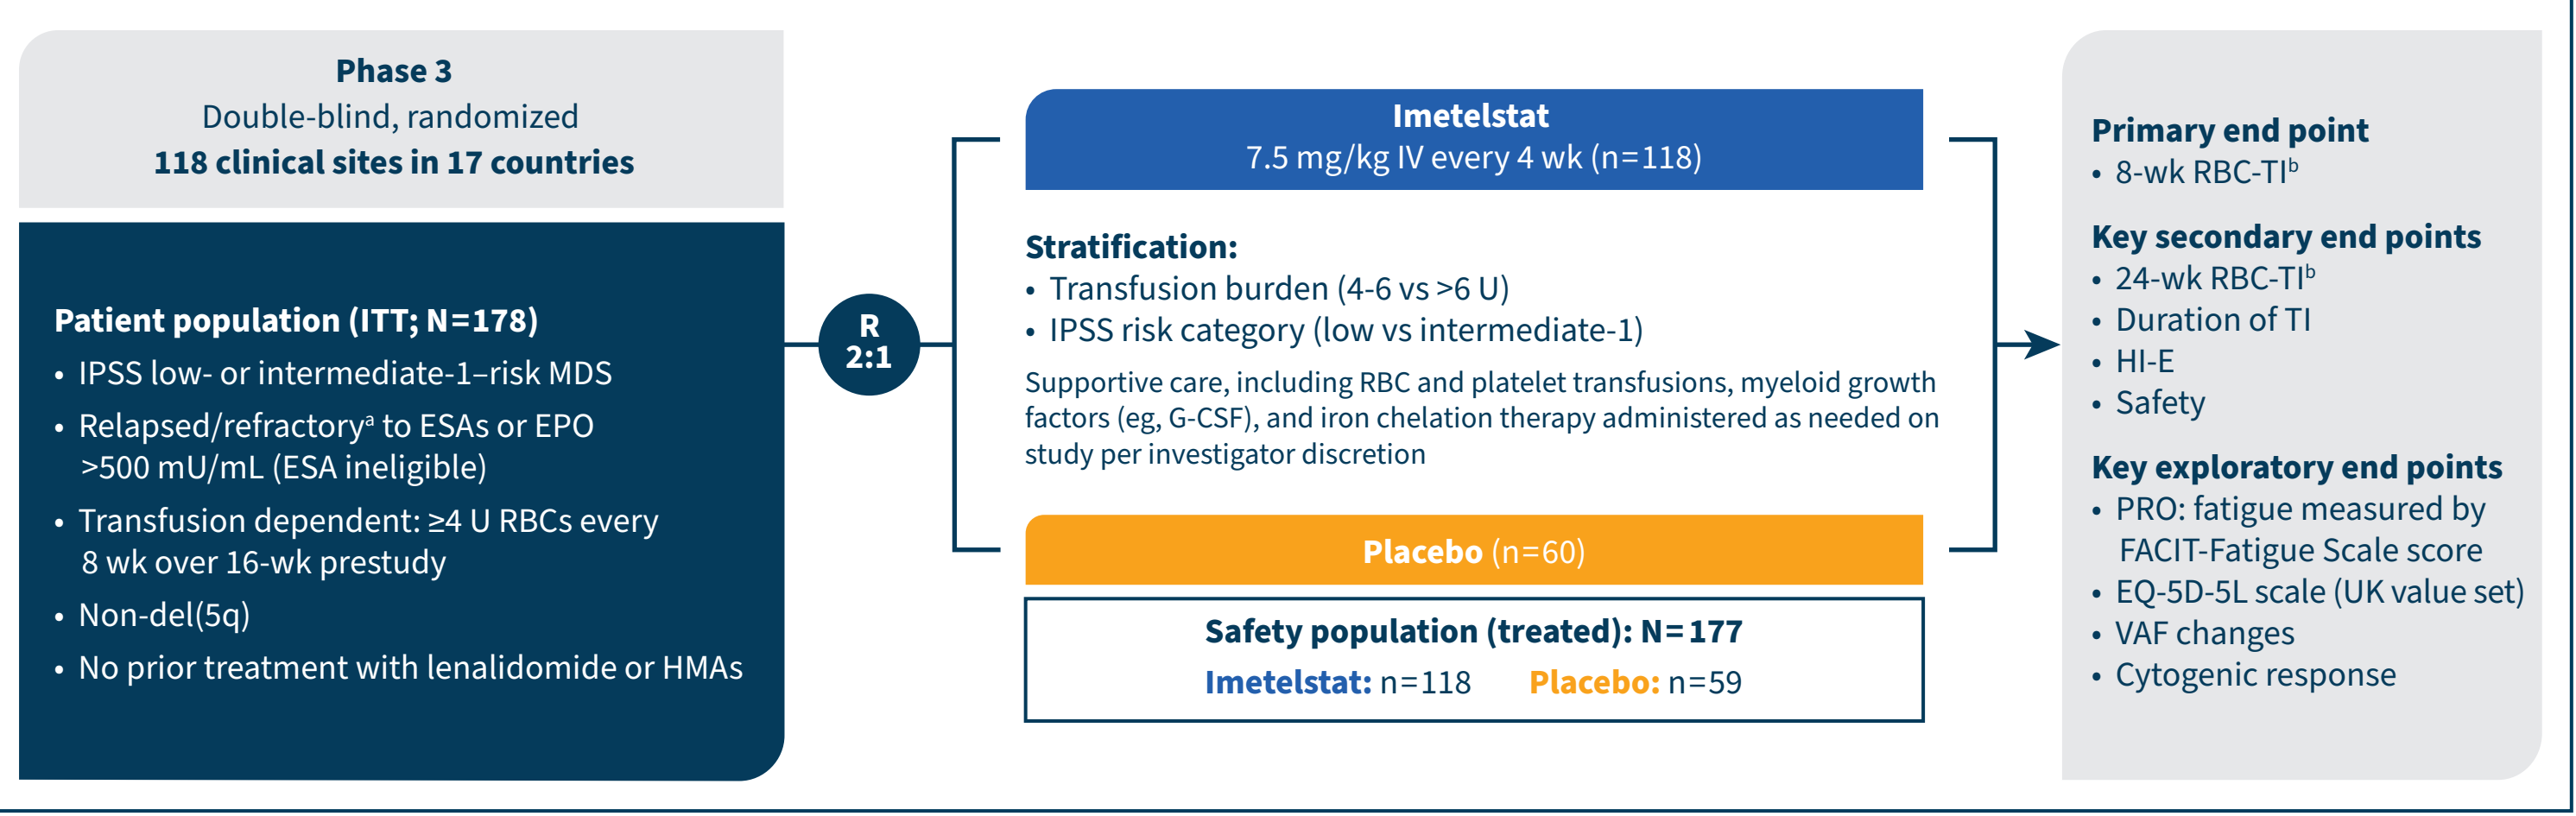 Phase 3
Double-blind, randomized
118 clinical sites in 17 countries
Patient population (ITT; N=178)
• IPSS low- or intermediate-1–risk MDS
• Relapsed/refractoryᵃ to ESAs or EPO
>500 mU/mL (ESA ineligible)
• Transfusion dependent: ≥4 U RBCs every
8 wk over 16-wk prestudy
• Non-del(5q)
• No prior treatment with lenalidomide or HMAs
R
2:1
Imetelstat
7.5 mg/kg IV every 4 wk (n=118)
Stratification:
• Transfusion burden (4-6 vs >6 U)
• IPSS risk category (low vs intermediate-1)
Supportive care, including RBC and platelet transfusions, myeloid growth
factors (eg, G-CSF), and iron chelation therapy administered as needed on
study per investigator discretion
Placebo (n=60)
Safety population (treated): N=177
Imetelstat: n=118 Placebo: n=59
Primary end point
• 8-wk RBC-TIᵇ
Key secondary end points
• 24-wk RBC-TIᵇ
• Duration of TI
• HI-E
• Safety
Key exploratory end points
• PRO: fatigue measured by
FACIT-Fatigue Scale score
• EQ-5D-5L scale (UK value set)
• VAF changes
• Cytogenic response